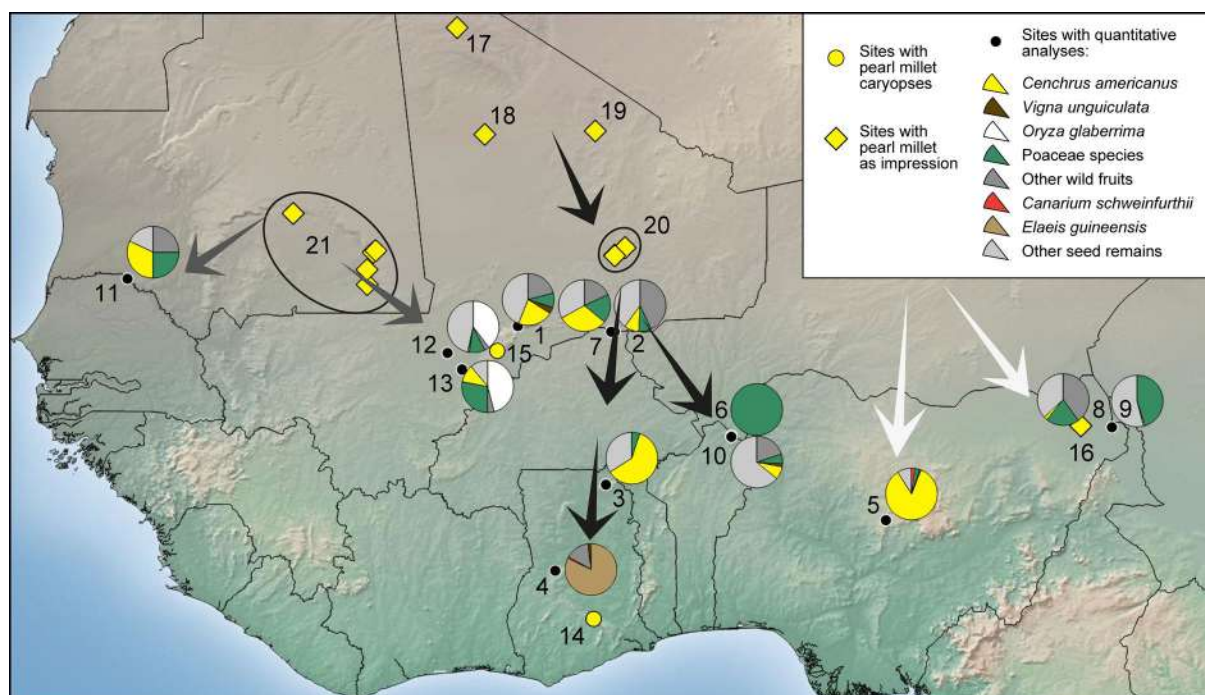 Sites with
pearl millet
caryopses
Sites with
pearl millet
as impression
Sites with quantitative
analyses:
Cenchrus americanus
Vigna unguiculata
Oryza glaberrima
Poaceae species
Other wild fruits
Canarium schweinfurthii
Elaeis guineensis
Other seed remains
17
18
19
20
21
11
1
7
2
12
15
13
6
10
8
9
16
3
5
4
14